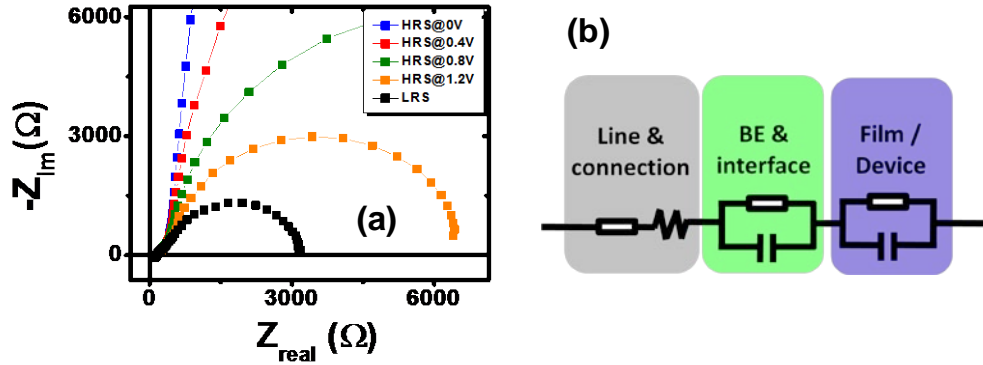 6000
3000
0
-Z_Im (Ω)
HRS@0V
HRS@0.4V
HRS@0.8V
HRS@1.2V
LRS
(a)
0
3000
6000
Z_real (Ω)
(b)
Line &
connection
BE &
interface
Film /
Device